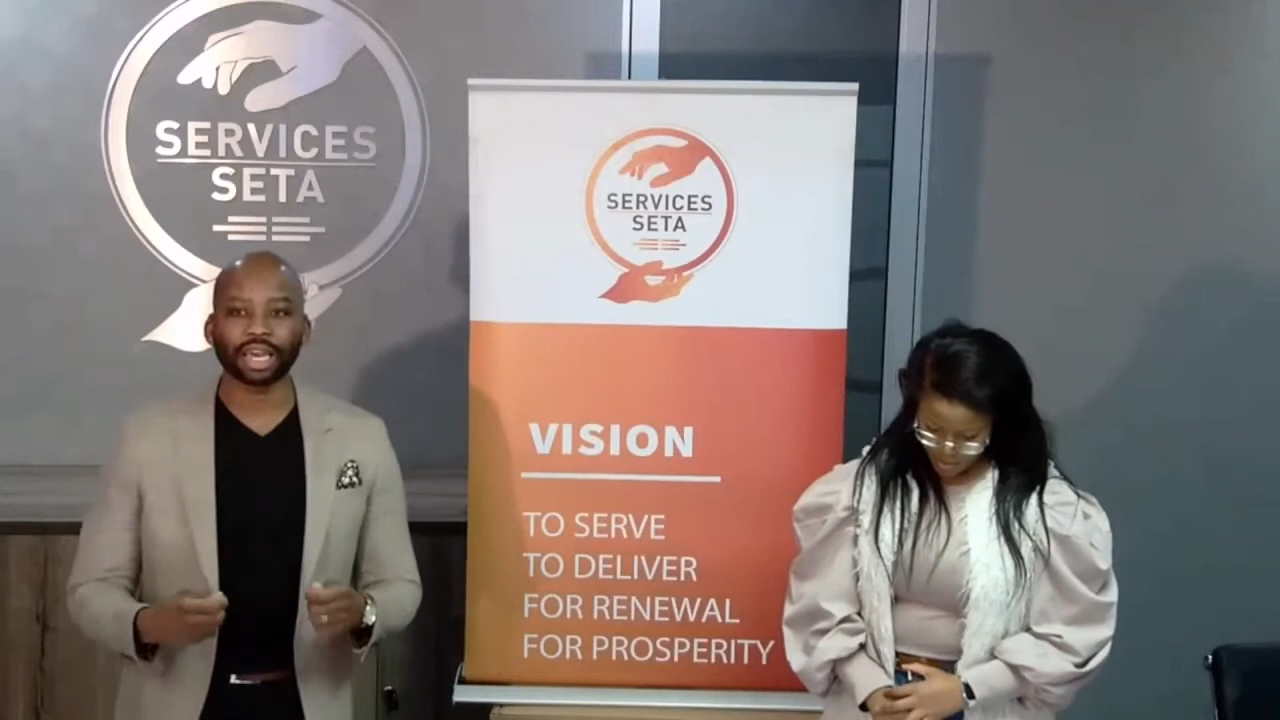 SERVICES
SETA
SERVICES
SETA
VISION
TO SERVE
TO DELIVER
FOR RENEWAL
FOR PROSPERITY